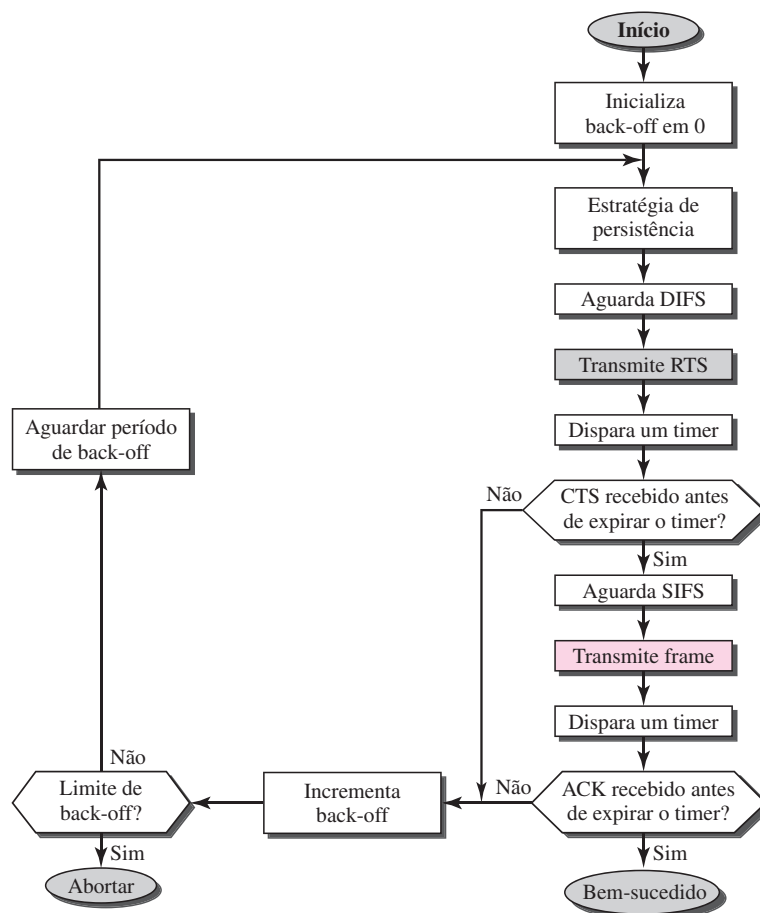 Início
Inicializa
back-off em 0
Estratégia de
persistência
Aguarda DIFS
Transmite RTS
Aguardar período
de back-off
Dispara um timer
Não
CTS recebido antes
de expirar o timer?
Sim
Aguarda SIFS
Transmite frame
Dispara um timer
Não
Limite de
back-off?
Incrementa
back-off
Não
ACK recebido antes
de expirar o timer?
Sim
Sim
Abortar
Bem-sucedido